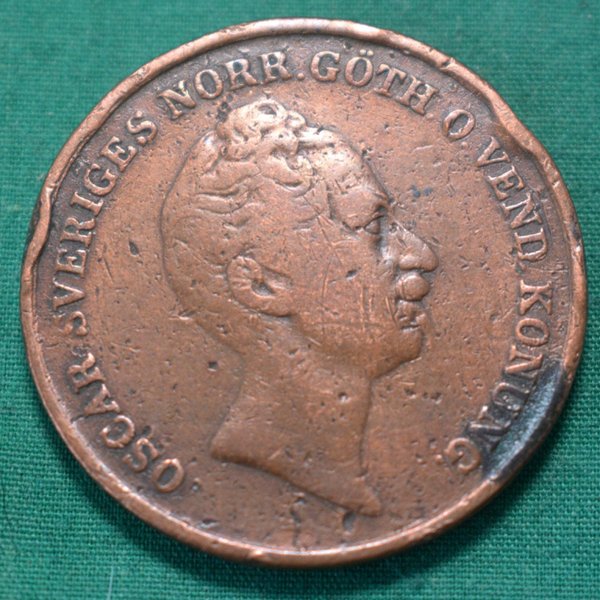 OSCAR SVERIGES NORR. GÖTH. O. VEND. KONUNG.